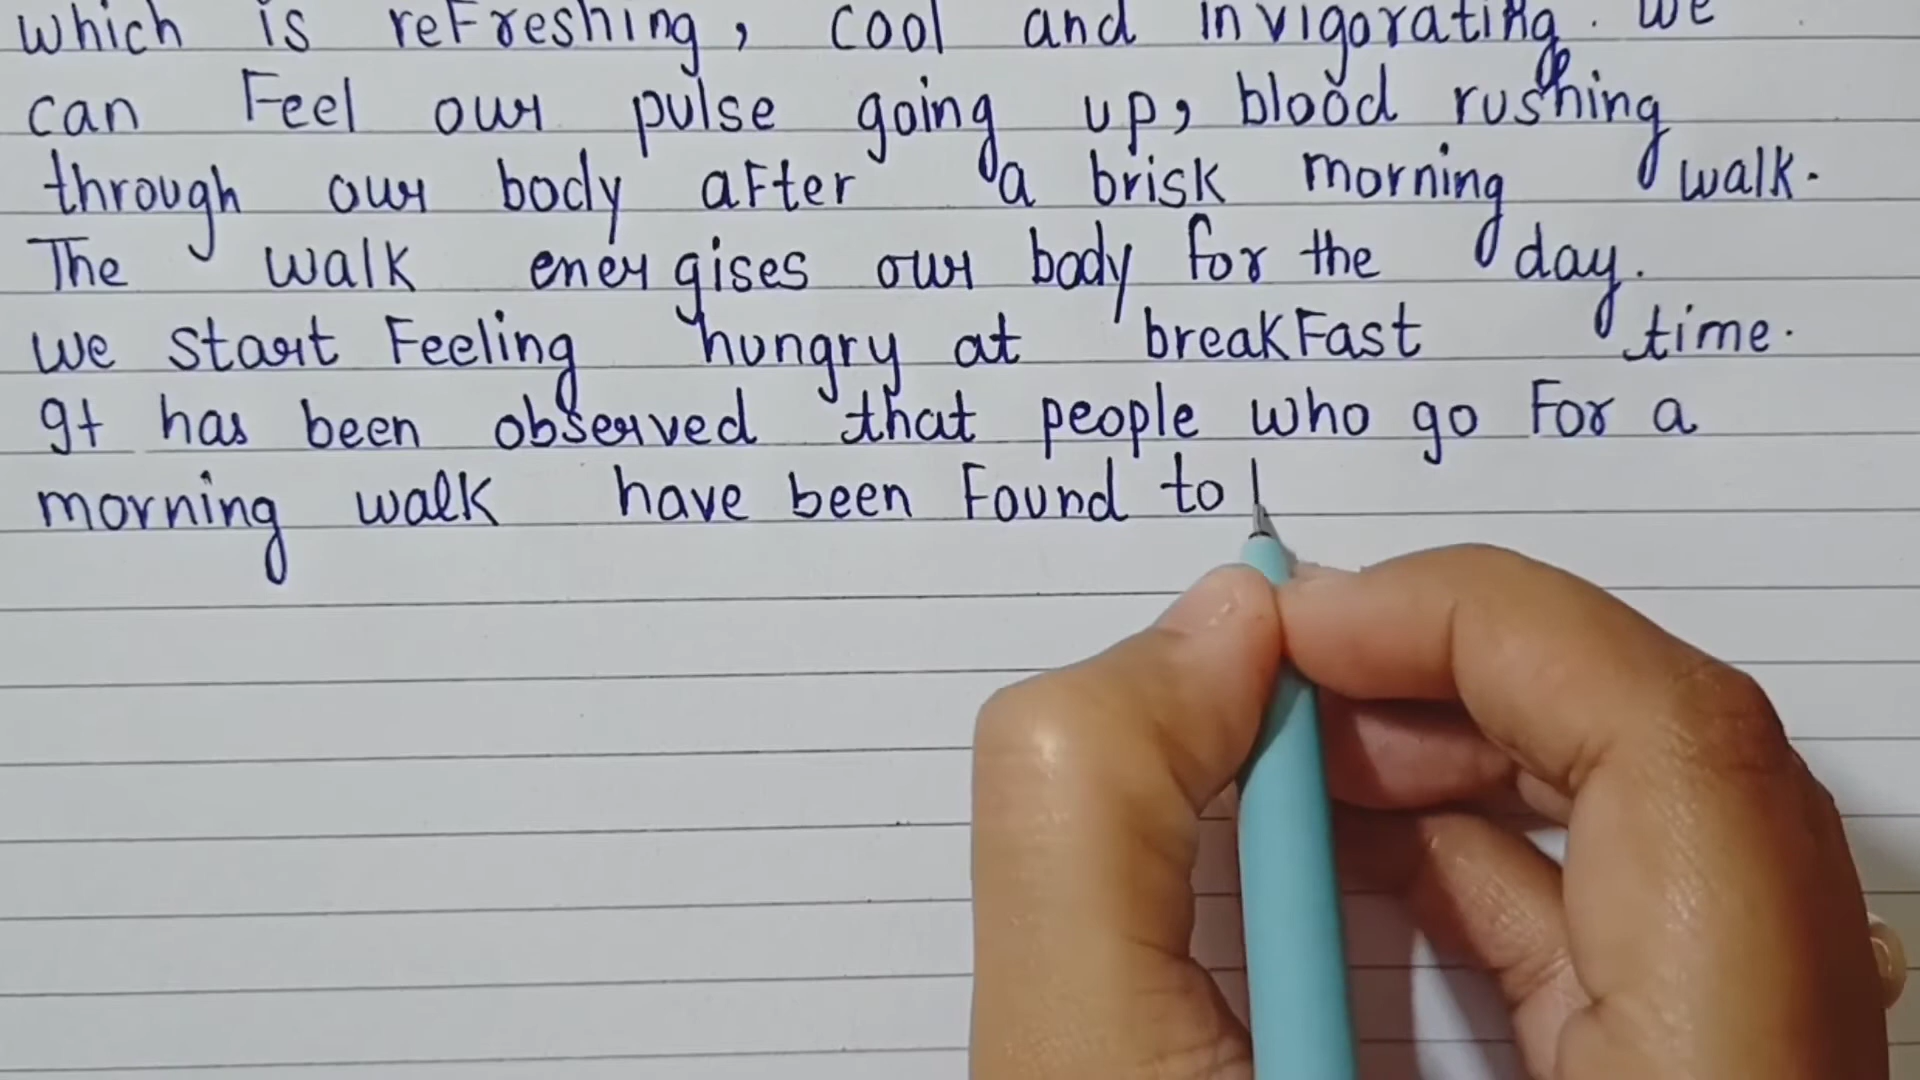 which is refreshing, cool and invigorating. We
can Feel our pulse going up, blood rushing
through our body after a brisk morning walk.
The walk energises our body for the day.
we start Feeling hungry at breakfast time.
It has been observed that people who go For a
morning walk have been Found to